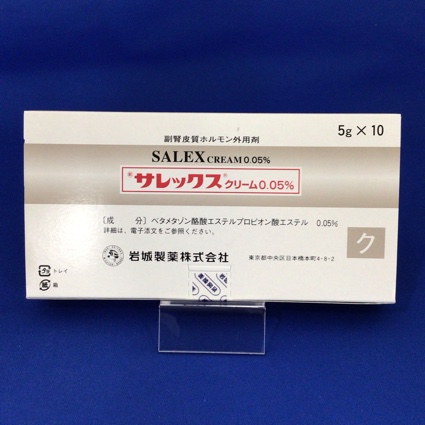 副腎皮質ホルモン外用剤
5g×10
SALEX CREAM 0.05%
サレックス®クリーム0.05%
〔成　分〕ベタメタゾン酪酸エステルプロピオン酸エステル　0.05%
詳細は、電子添文をご参照ください。
ク
岩城製薬株式会社
東京都中央区日本橋本町4-8-2
プラ
トレイ
紙
箱